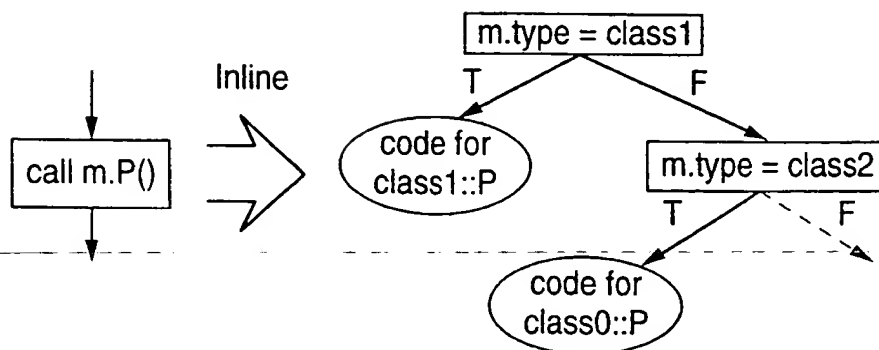 m.type = class1
Inline
T
F
call m.P()
code for
class1::P
m.type = class2
T
F
code for
class0::P